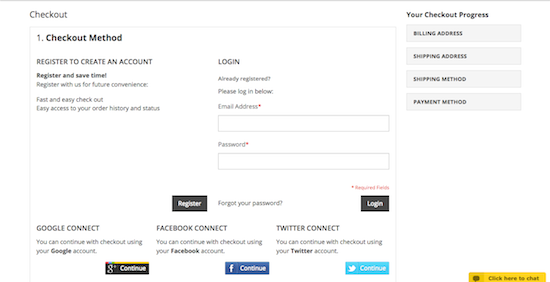 Checkout
1. Checkout Method
REGISTER TO CREATE AN ACCOUNT
Register and save time!
Register with us for future convenience:
Fast and easy check out
Easy access to your order history and status
Register
LOGIN
Already registered?
Please log in below:
Email Address*
Password*
* Required Fields
Forgot your password?
Login
GOOGLE CONNECT
You can continue with checkout using
your Google account.
g+ Continue
FACEBOOK CONNECT
You can continue with checkout using
your Facebook account.
f Continue
TWITTER CONNECT
You can continue with checkout using
your Twitter account.
Continue
Your Checkout Progress
BILLING ADDRESS
SHIPPING ADDRESS
SHIPPING METHOD
PAYMENT METHOD
Click here to chat